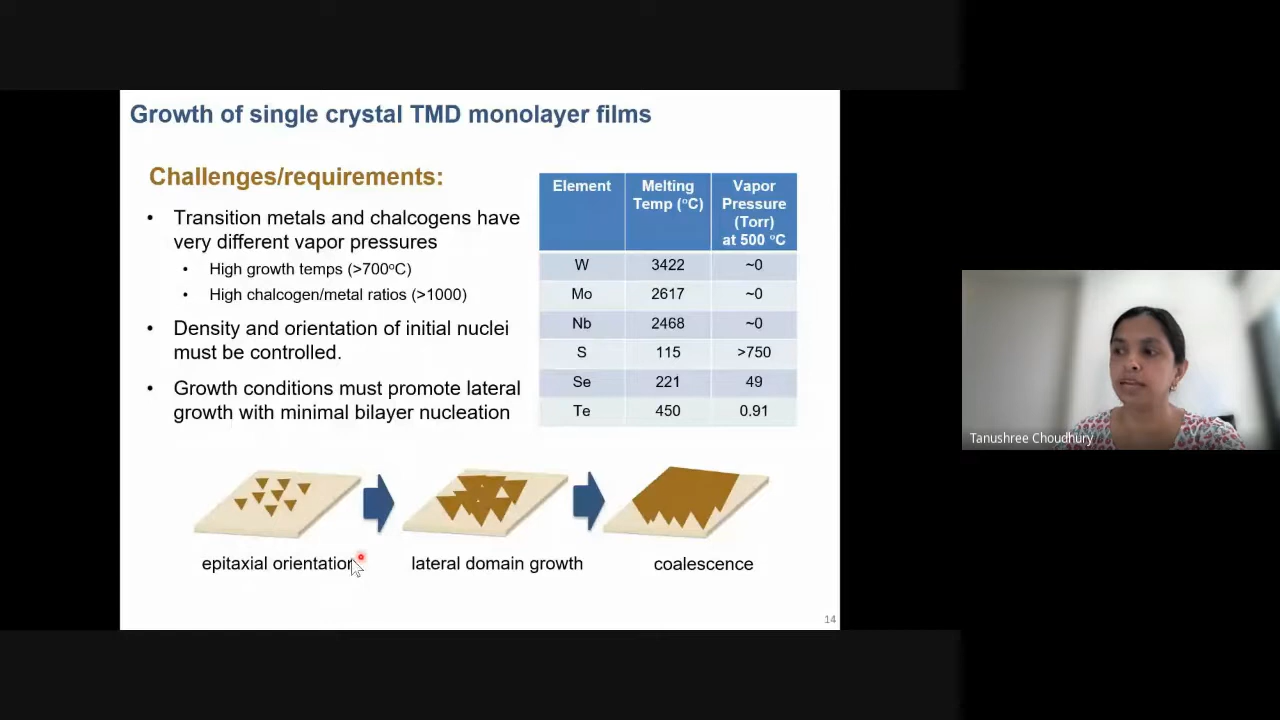 Growth of single crystal TMD monolayer films
Challenges/requirements:
• Transition metals and chalcogens have
very different vapor pressures
• High growth temps (>700°C)
• High chalcogen/metal ratios (>1000)
• Density and orientation of initial nuclei
must be controlled.
• Growth conditions must promote lateral
growth with minimal bilayer nucleation
Element Melting Temp (°C) Vapor Pressure (Torr) at 500 °C
W 3422 ~0
Mo 2617 ~0
Nb 2468 ~0
S 115 >750
Se 221 49
Te 450 0.91
epitaxial orientation lateral domain growth coalescence
14
Tanushree Choudhury